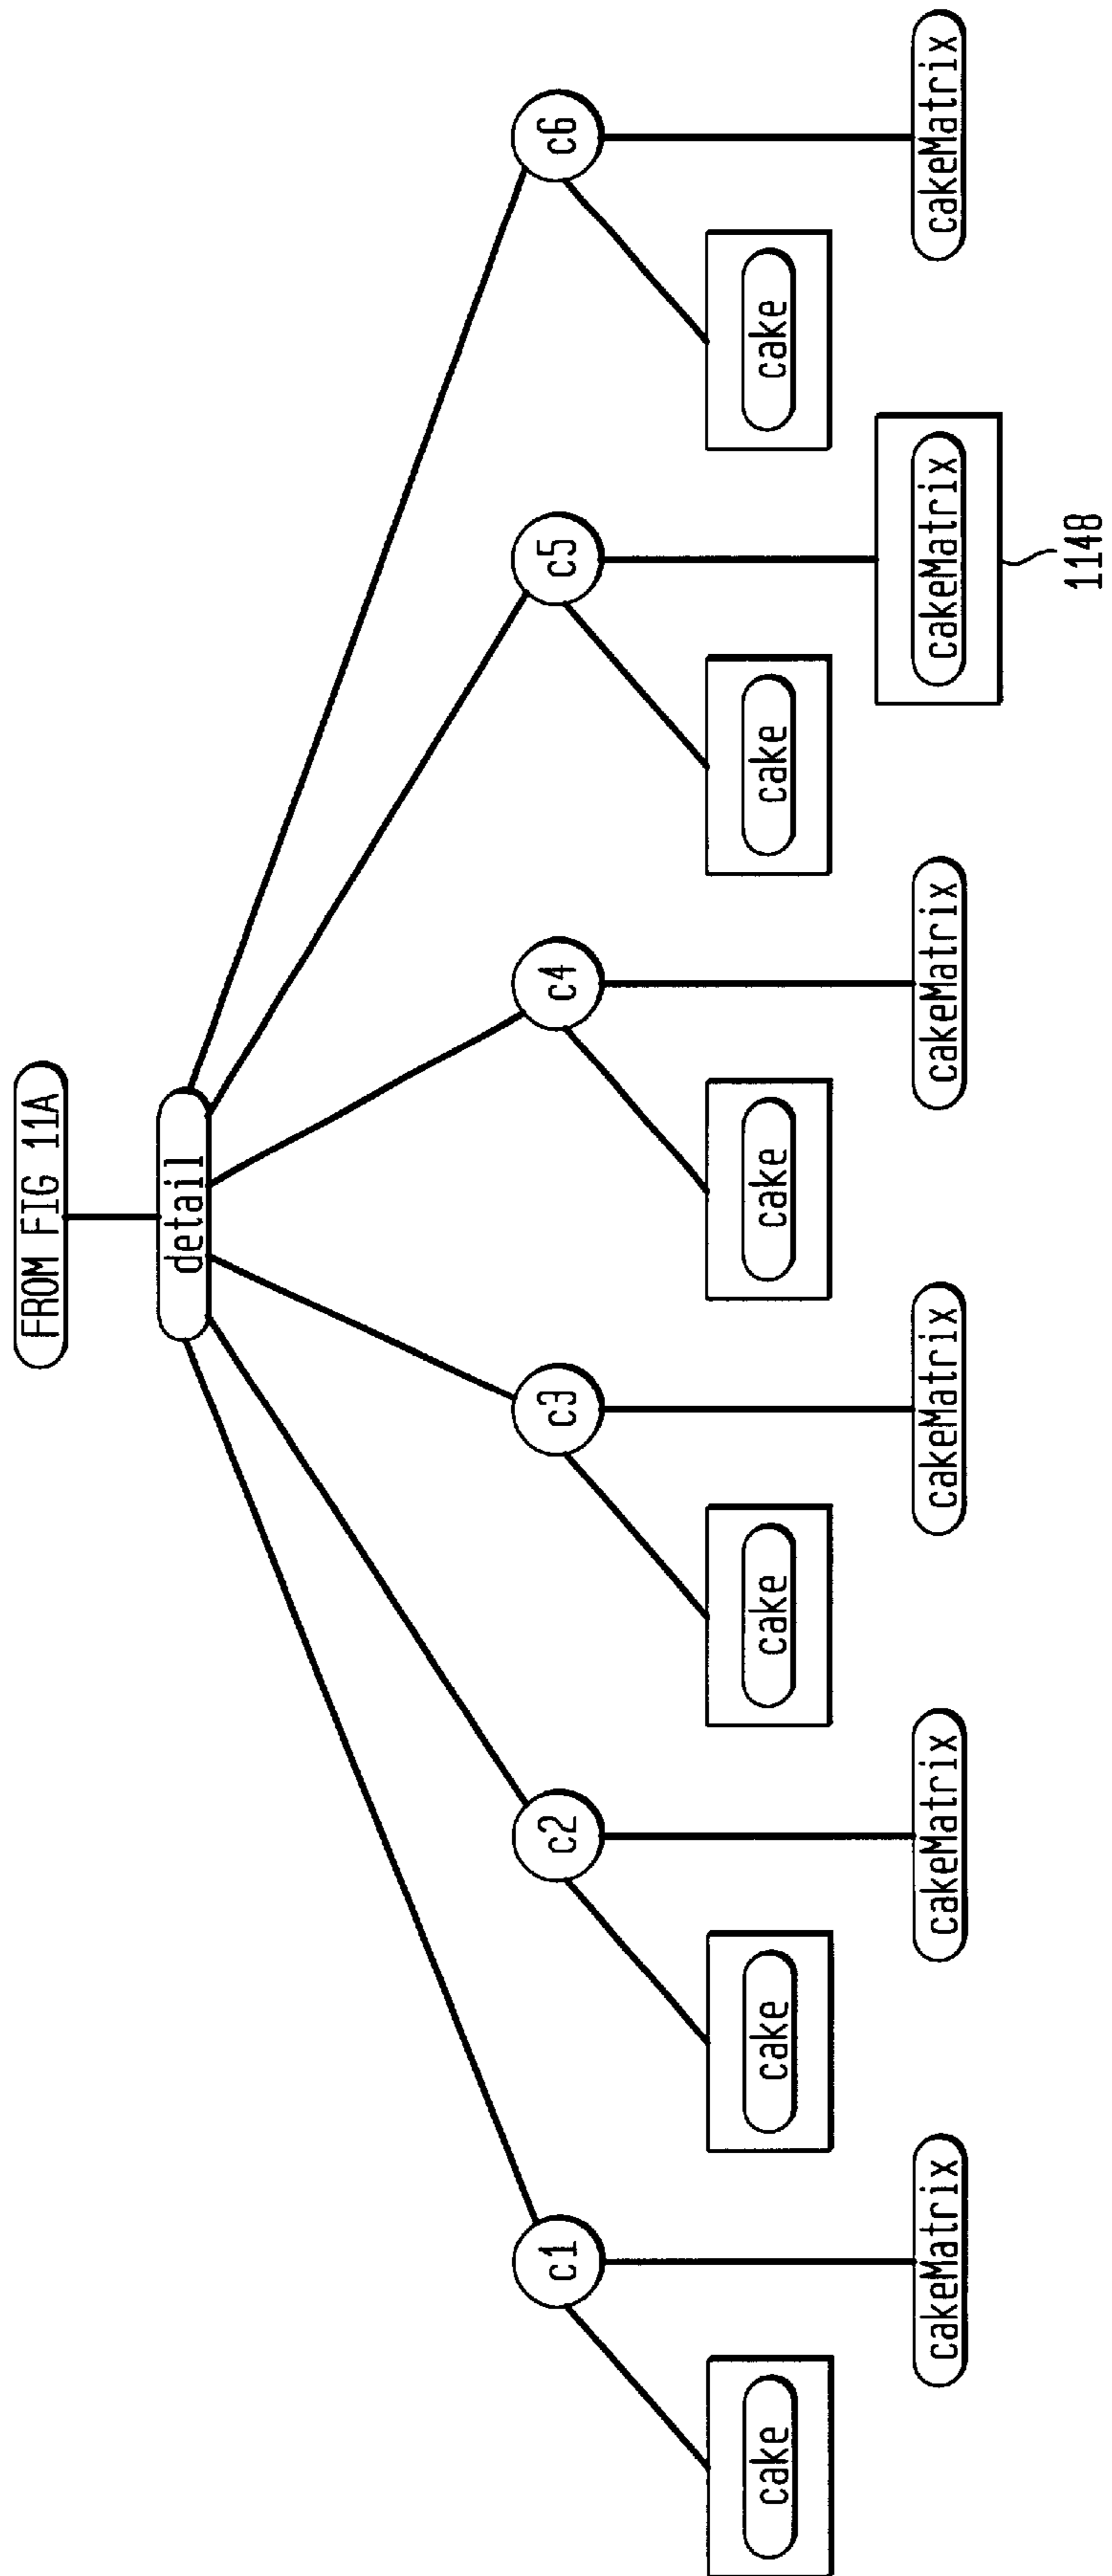 FROM FIG 11A
detail
c1
c2
c3
c4
c5
c6
cake
cake
cake
cake
cake
cake
cakeMatrix
cakeMatrix
cakeMatrix
cakeMatrix
cakeMatrix
cakeMatrix
1148